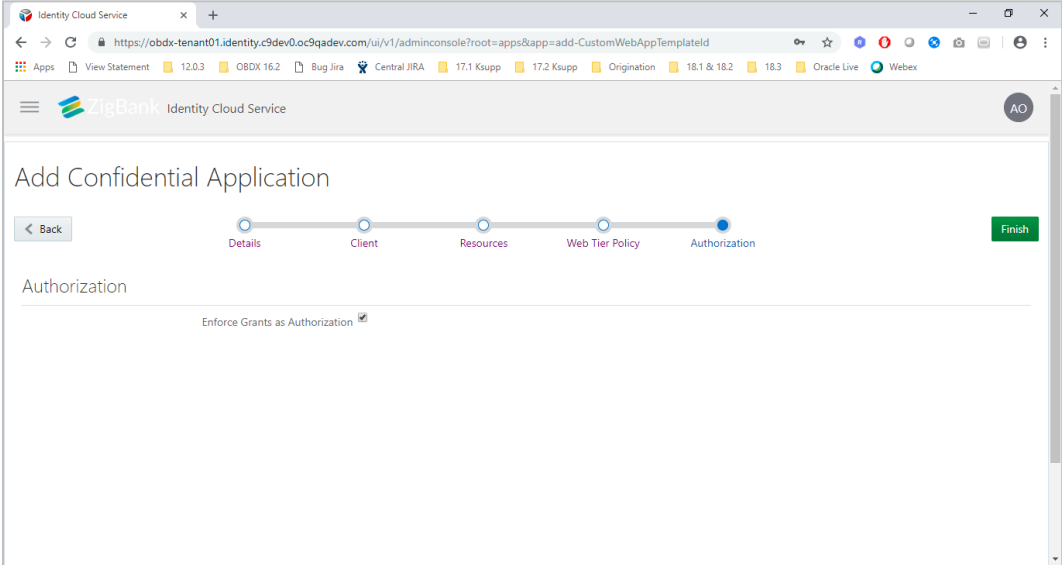 Identity Cloud Service
https://obdx-tenant01.identity.c9dev0.oc9qadev.com/ui/v1/adminconsole?root=apps&app=add-CustomWebAppTemplateId
Apps View Statement 12.0.3 OBDX 16.2 Bug Jira Central JIRA 17.1 Ksupp 17.2 Ksupp Origination 18.1 & 18.2 18.3 Oracle Live Webex
ZigBank Identity Cloud Service AO
Add Confidential Application
Back Finish
Details Client Resources Web Tier Policy Authorization
Authorization
Enforce Grants as Authorization